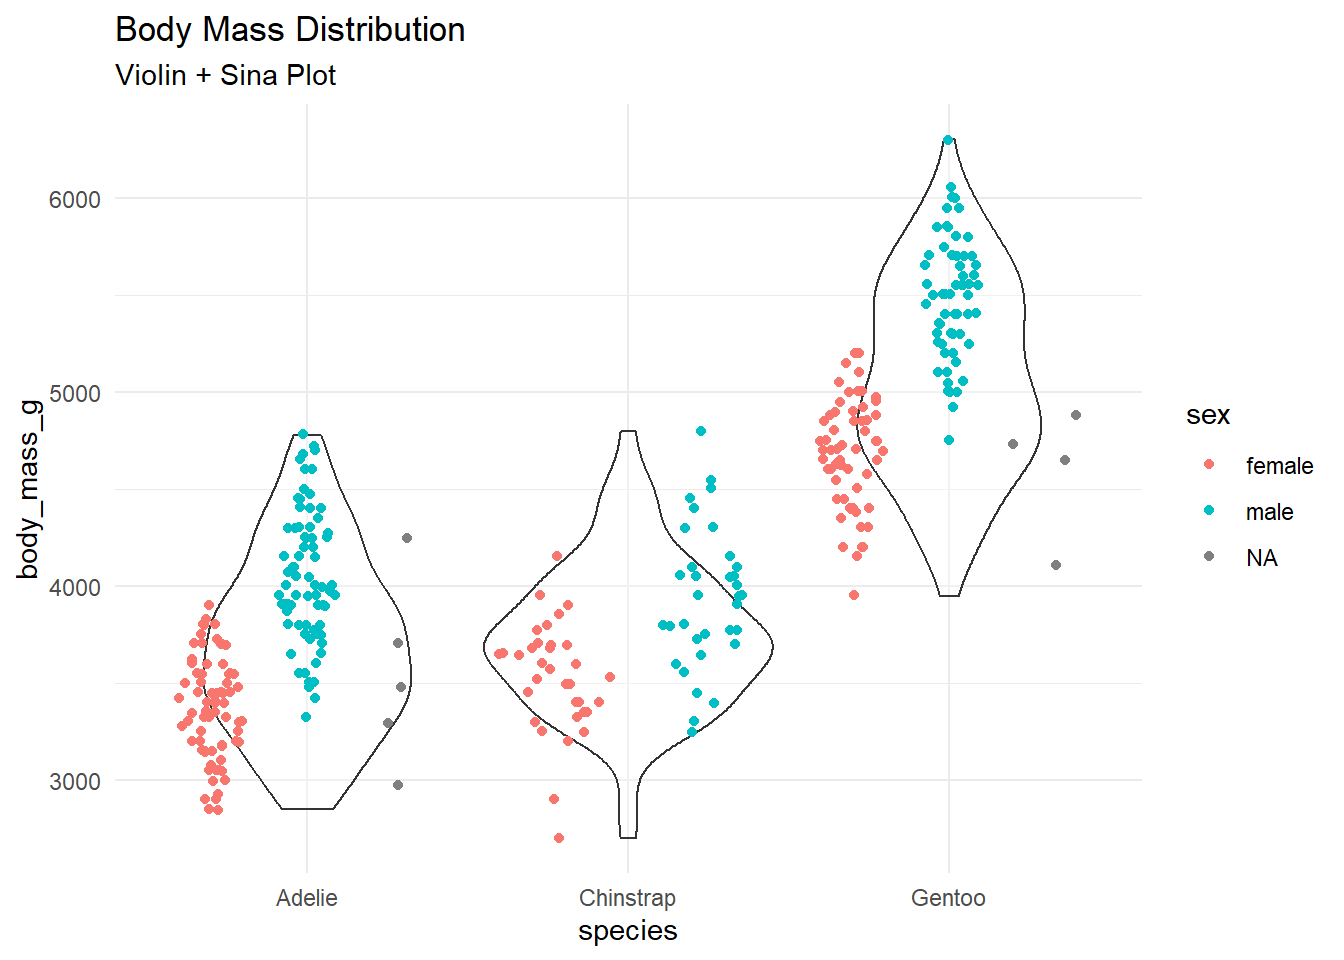 Body Mass Distribution
Violin + Sina Plot
6000
5000
4000
3000
body_mass_g
Adelie
Chinstrap
Gentoo
species
sex
female
male
NA